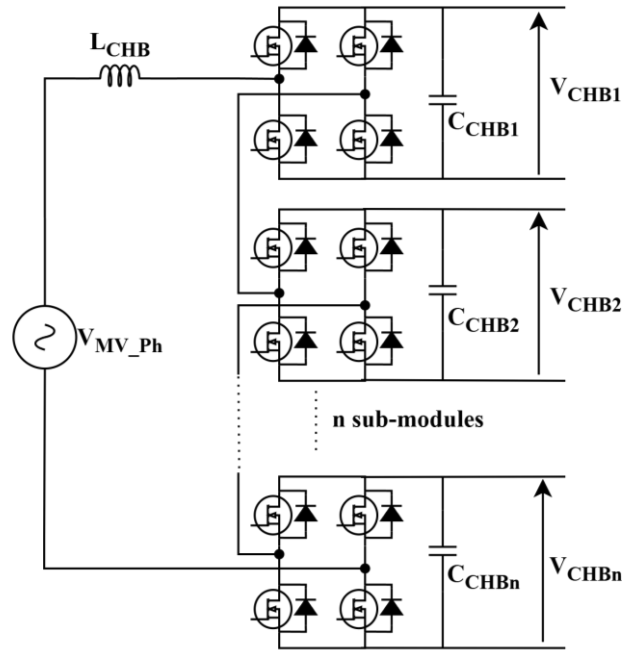 L_CHB
C_CHB1
V_CHB1
V_MV_Ph
C_CHB2
V_CHB2
n sub-modules
C_CHBn
V_CHBn